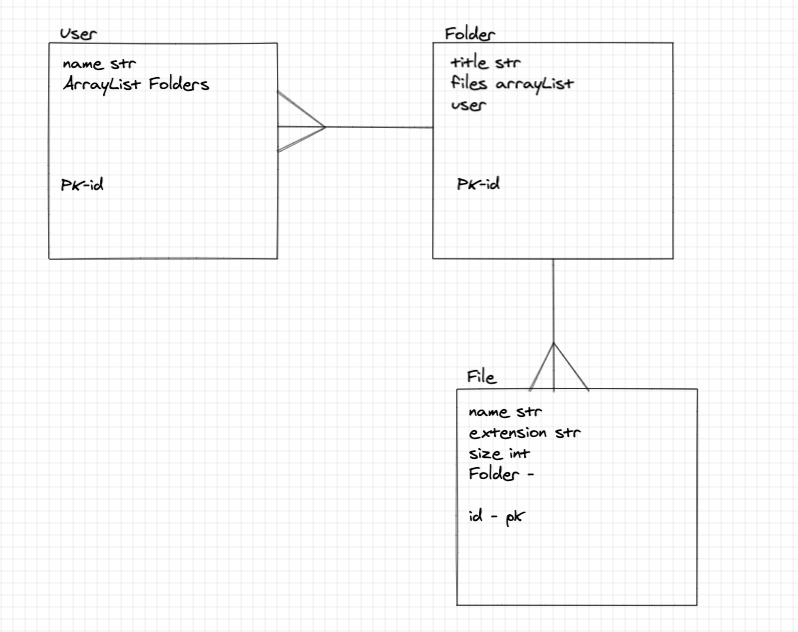 User
name str
ArrayList Folders
PK-id
Folder
title str
files arrayList
user
PK-id
File
name str
extension str
size int
Folder -
id - pk